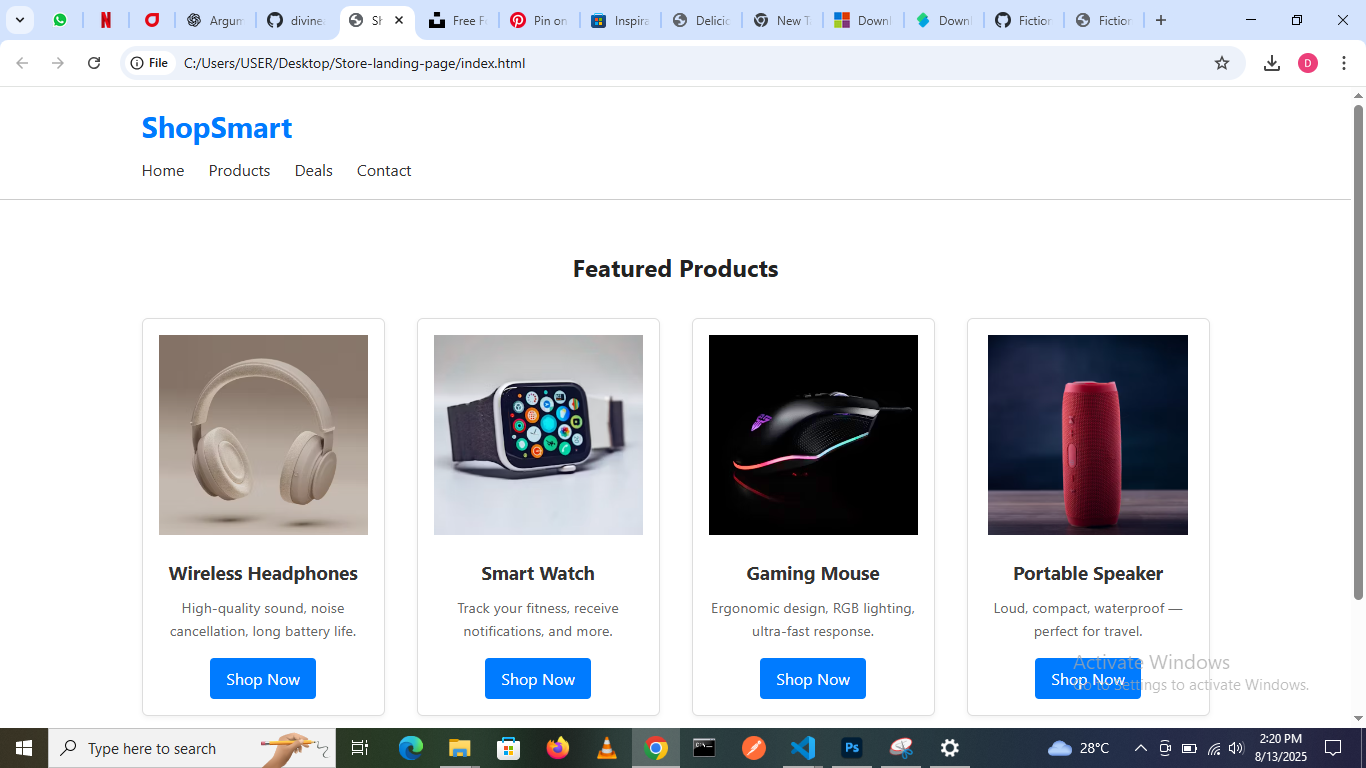 Argum
divine
Sh
Free F
Pin on
Inspira
Delicio
New T
Downl
Downl
Fiction
Fiction
File
C:/Users/USER/Desktop/Store-landing-page/index.html
D
ShopSmart
Home Products Deals Contact
Featured Products
Wireless Headphones
High-quality sound, noise
cancellation, long battery life.
Shop Now
Smart Watch
Track your fitness, receive
notifications, and more.
Shop Now
Gaming Mouse
Ergonomic design, RGB lighting,
ultra-fast response.
Shop Now
Portable Speaker
Loud, compact, waterproof —
perfect for travel.
Shop Now
Activate Windows
Go to Settings to activate Windows.
Type here to search
Ps
28°C
2:20 PM
8/13/2025